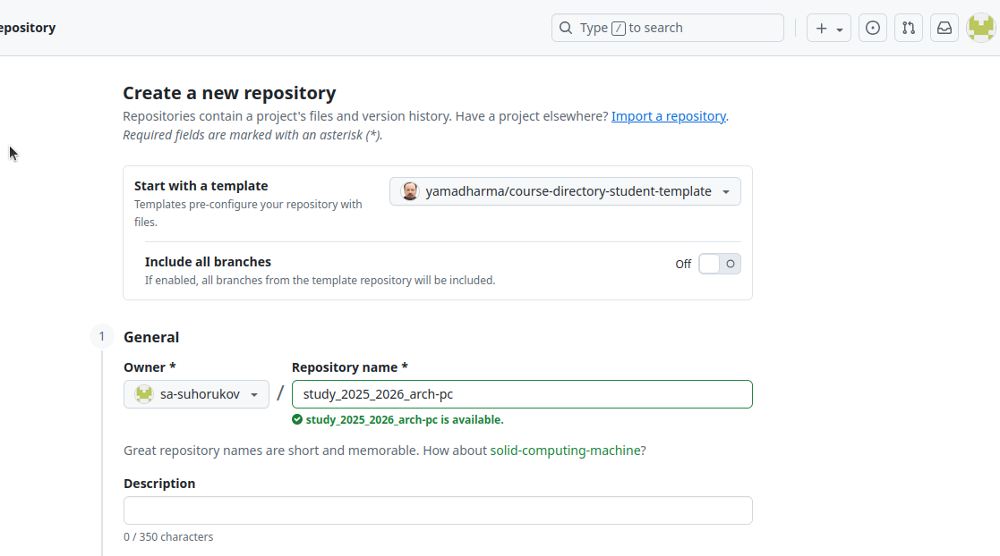 epository
Type / to search
Create a new repository
Repositories contain a project's files and version history. Have a project elsewhere? Import a repository.
Required fields are marked with an asterisk (*).
Start with a template
Templates pre-configure your repository with
files.
yamadharma/course-directory-student-template
Include all branches
If enabled, all branches from the template repository will be included.
Off
1 General
Owner * Repository name *
sa-suhorukov / study_2025_2026_arch-pc
study_2025_2026_arch-pc is available.
Great repository names are short and memorable. How about solid-computing-machine?
Description
0 / 350 characters